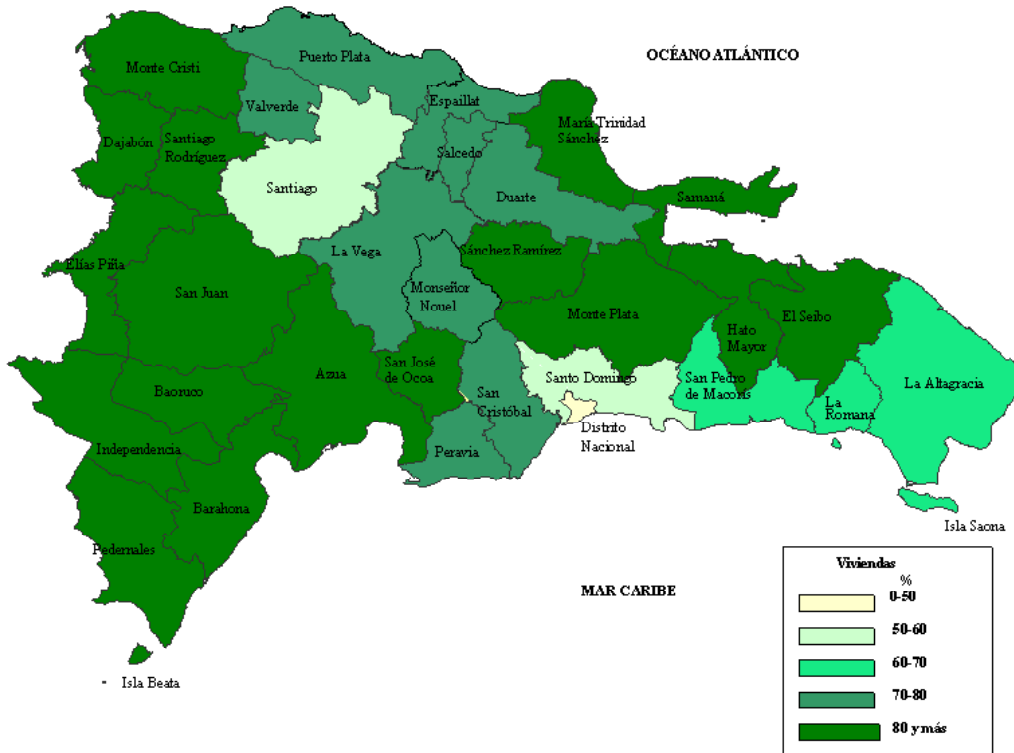 OCÉANO ATLÁNTICO
Puerto Plata
Monte Cristi
Valverde
Espaillat
María Trinidad
Sánchez
Dajabón
Santiago
Rodríguez
Salcedo
Santiago
Duarte
Samaná
La Vega
Sánchez Ramírez
Elías Piña
San Juan
Monseñor
Nouel
Monte Plata
El Seibo
Hato
Mayor
San José
de Ocoa
Azua
Santo Domingo
San Pedro
de Macorís
La Altagracia
Baoruco
San
Cristóbal
La
Romana
Distrito
Nacional
Independencia
Peravia
Barahona
Isla Saona
Pedernales
MAR CARIBE
Isla Beata
Viviendas
%
0-50
50-60
60-70
70-80
80 y más